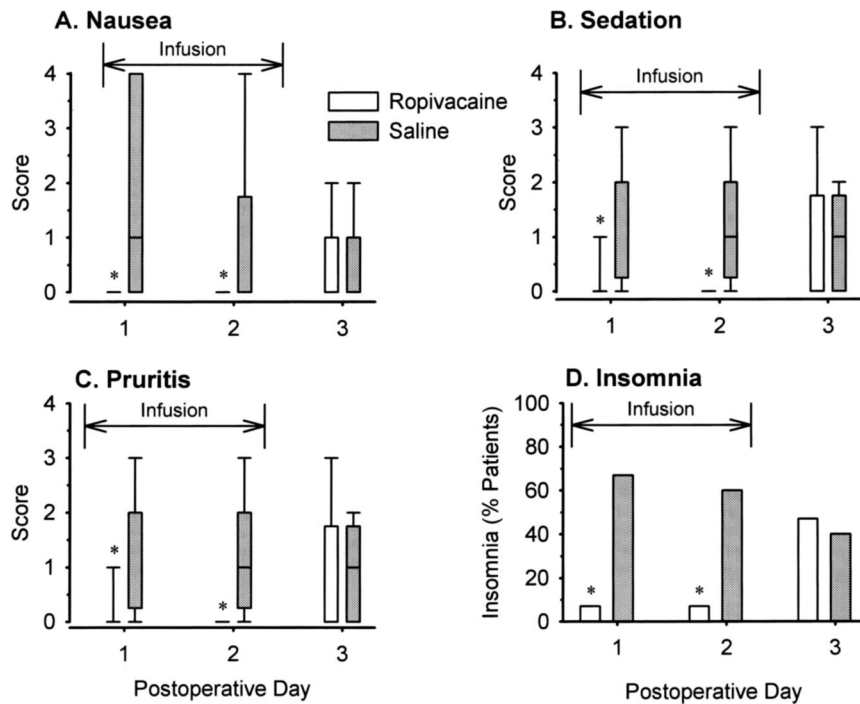 A. Nausea
Infusion
4
3
2
1
0
Score
*
*
1
2
3
Ropivacaine
Saline
B. Sedation
Infusion
4
3
2
1
0
Score
*
*
1
2
3
C. Pruritis
Infusion
4
3
2
1
0
Score
*
*
1
2
3
Postoperative Day
D. Insomnia
Infusion
100
80
60
40
20
0
Insomnia (% Patients)
*
*
1
2
3
Postoperative Day